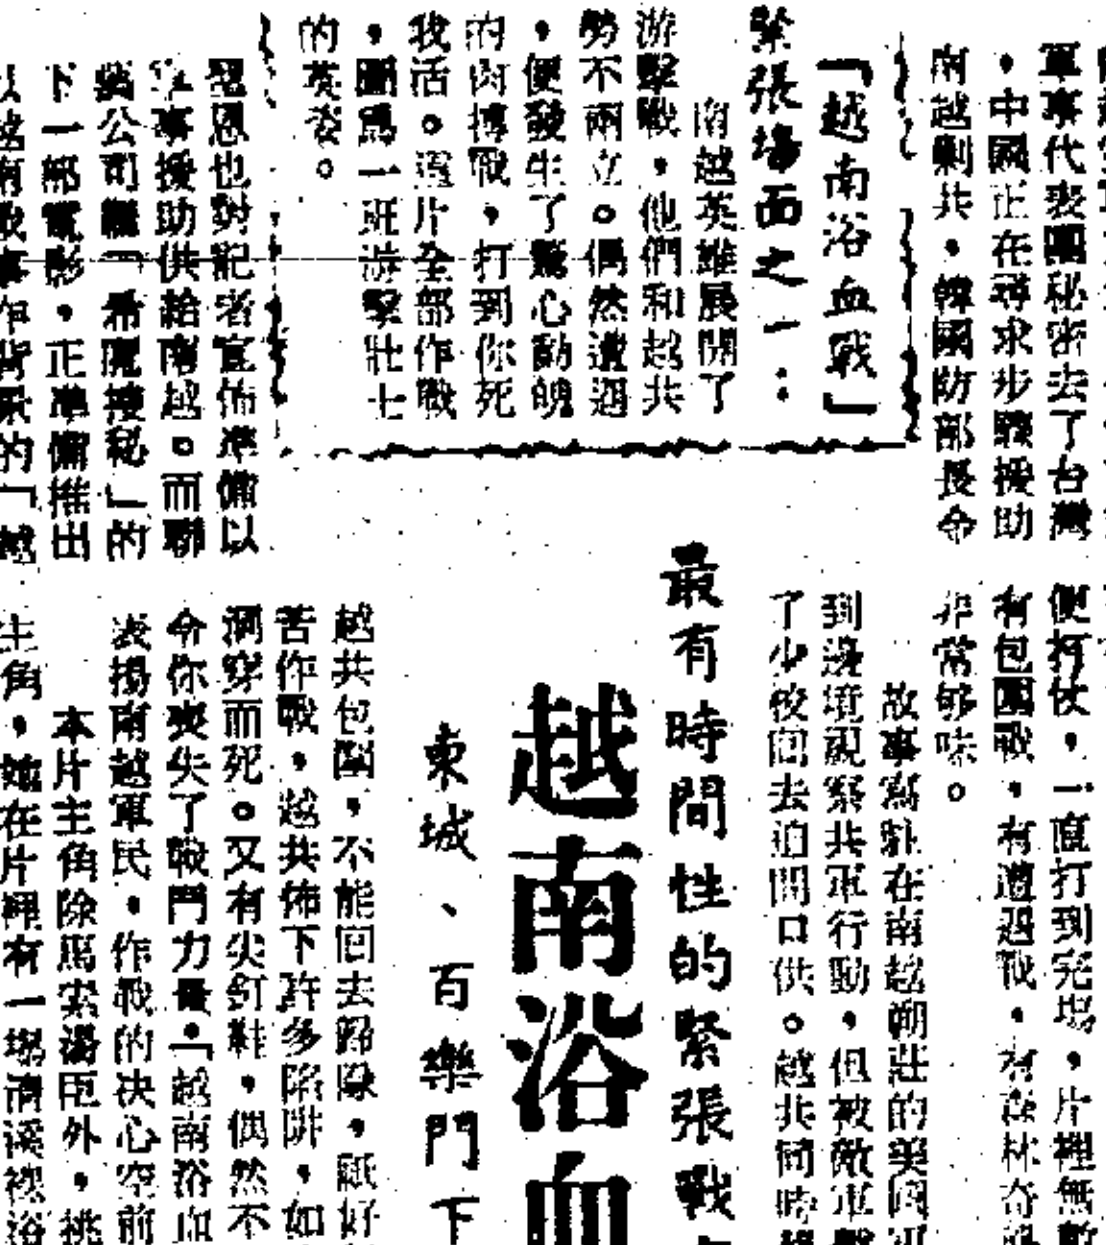 軍事代表團秘密去了台灣
，中國正在尋求步驟援助
南越剿共，韓國防部長命
「越南浴血戰」
緊張場面之一：
南越英雄展開了
游擊戰，他們和越共
勢不兩立。偶然遭遇
，便發生了驚心動魄
的肉搏戰，打到你死
我活。這片全部作戰
，團爲一班游擊壯士
的英姿。
也對記者宣佈準備以
軍事援助供給南越。而聯
公司繼「希魔搜秘」的
下一部電影，正準備推出
以越南戰事作背景的「越
便打仗，一直打到完場，片裡無數
有包圍戰，有遭遇戰，有森林奇
非常够味。
故事寫駐在南越朔壯的美國軍
到邊境視察共軍行動，但被敵軍擊
了少校囘去迫問口供。越共同時
最有時間性的緊張戰
越南浴血
東城、百樂門下
越共包圍，不能囘去歸隊，祇好
苦作戰，越共佈下許多陷阱，如
洞穿而死。又有尖釘鞋，偶然不
令你喪失了戰鬥力量。「越南浴血
表揚南越軍民，作戰的决心空前
本片主角除馬索湯臣外，挑
主角，她在片裡有一塲清溪裸浴